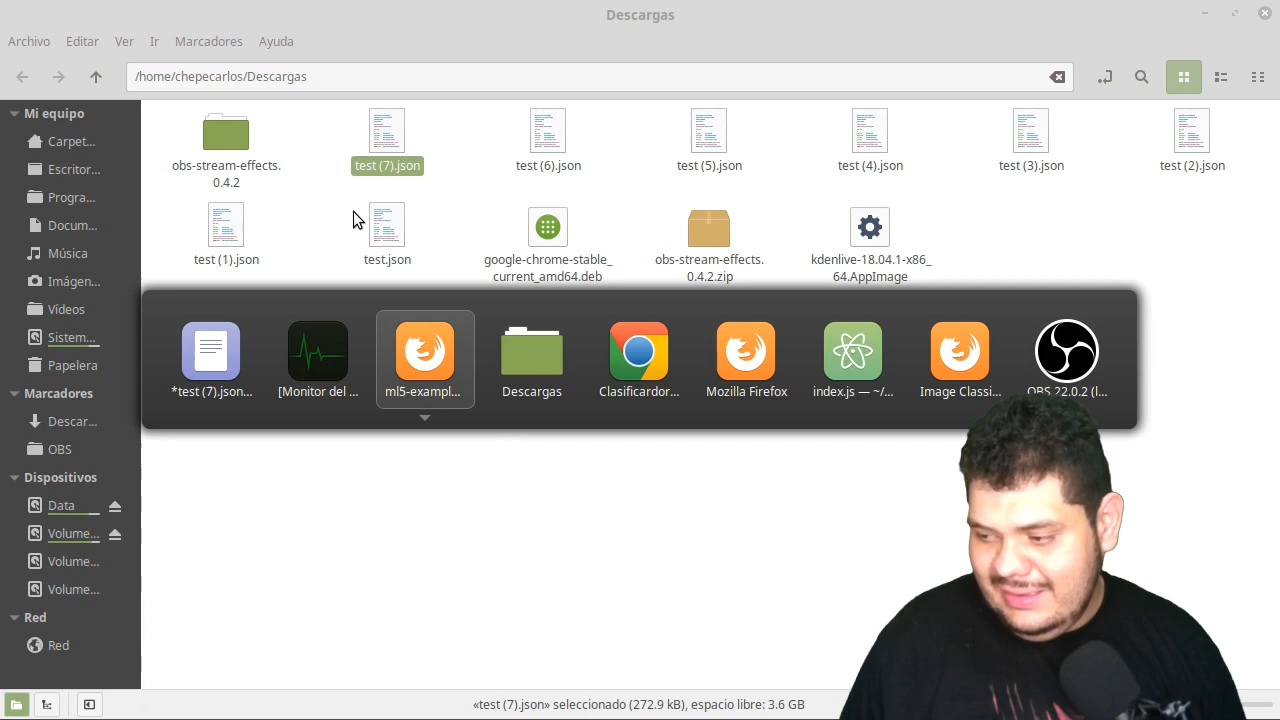 Descargas
Archivo
Editar
Ver
Ir
Marcadores
Ayuda
/home/chepecarlos/Descargas
Mi equipo
Carpet...
Escritor...
Progra...
Docum...
Música
Imágen...
Vídeos
Sistem...
Papelera
Marcadores
Descar...
OBS
Dispositivos
Data
Volume...
Volume...
Volume...
Volume...
Red
Red
obs-stream-effects.
0.4.2
test (7).json
test (6).json
test (5).json
test (4).json
test (3).json
test (2).json
test (1).json
test.json
google-chrome-stable_
current_amd64.deb
obs-stream-effects.
0.4.2.zip
kdenlive-18.04.1-x86_
64.AppImage
*test (7).json...
[Monitor del ...
ml5-exampl...
Descargas
Clasificardor...
Mozilla Firefox
index.js — ~/...
Image Classi...
OBS 22.0.2 (l...
«test (7).json» seleccionado (272.9 kB), espacio libre: 3.6 GB